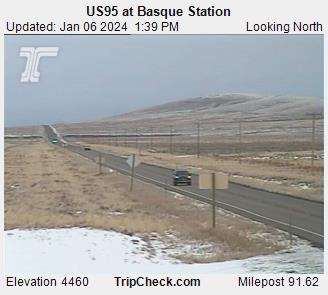 US95 at Basque Station
Updated: Jan 06 2024 1:39 PM Looking North
Elevation 4460 TripCheck.com Milepost 91.62